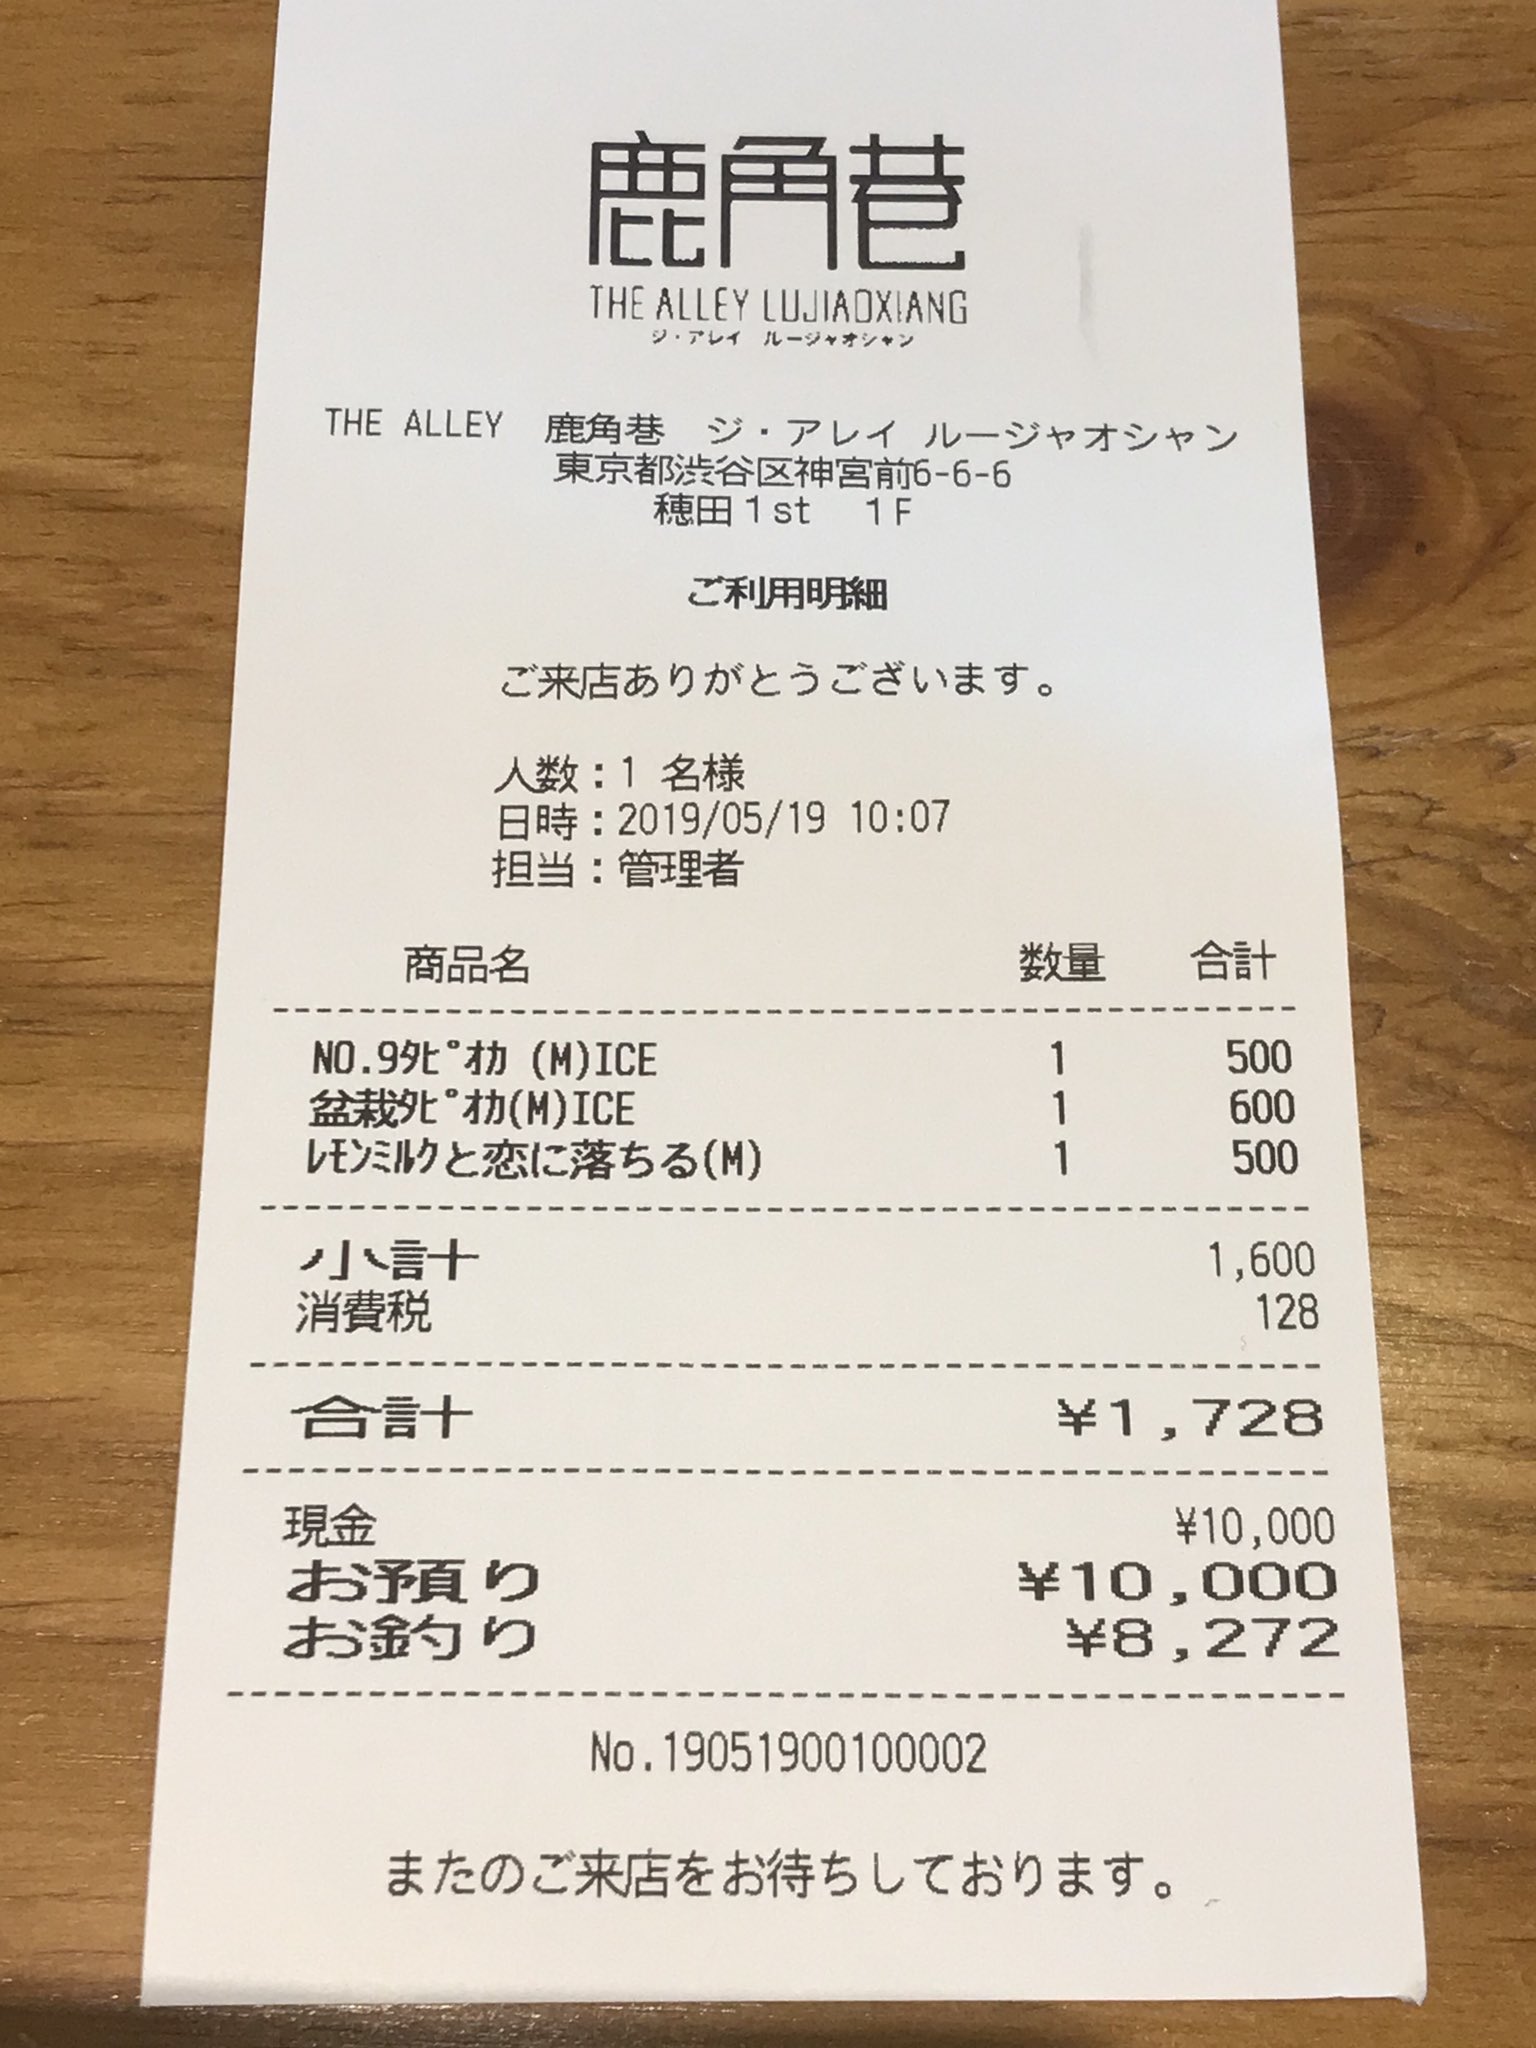 鹿角巷
THE ALLEY LUJIAOXIANG
ジ・アレイ ルージャオシャン
THE ALLEY 鹿角巷 ジ・アレイ ルージャオシャン
東京都渋谷区神宮前6-6-6
穂田1st 1F
ご利用明細
ご来店ありがとうございます。
人数:1 名様
日時:2019/05/19 10:07
担当:管理者
商品名 数量 合計
NO.9ﾀﾋﾟｵｶ (M)ICE 1 500
盆栽ﾀﾋﾟｵｶ(M)ICE 1 600
ﾚﾓﾝﾐﾙｸと恋に落ちる(M) 1 500
小計 1,600
消費税 128
合計 ¥1,728
現金 ¥10,000
お預り ¥10,000
お釣り ¥8,272
No.19051900100002
またのご来店をお待ちしております。